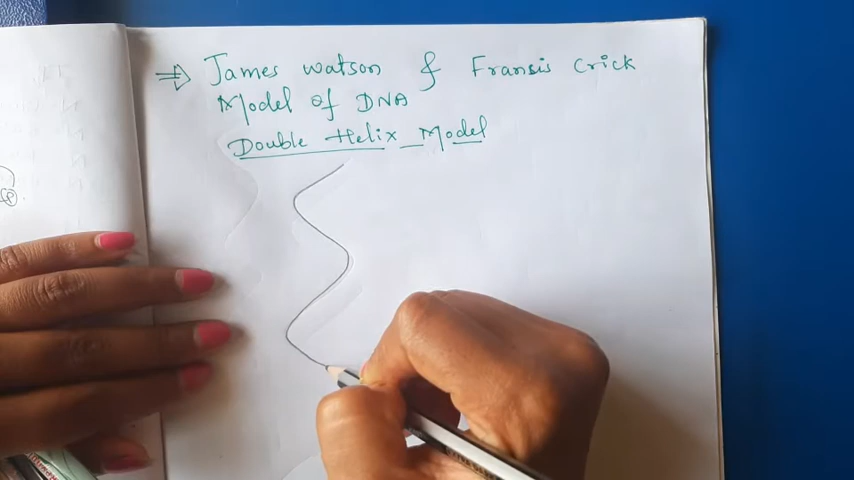 ⇒ James Watson & Fransis Crick
Model of DNA
Double Helix Model